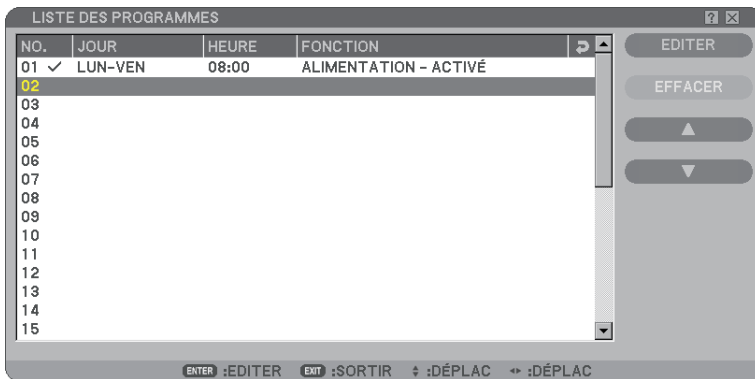 LISTE DES PROGRAMMES
NO. JOUR HEURE FONCTION
01 LUN-VEN 08:00 ALIMENTATION - ACTIVÉ
02
03
04
05
06
07
08
09
10
11
12
13
14
15
EDITER
EFFACER
ENTER :EDITER EXIT :SORTIR :DÉPLAC :DÉPLAC